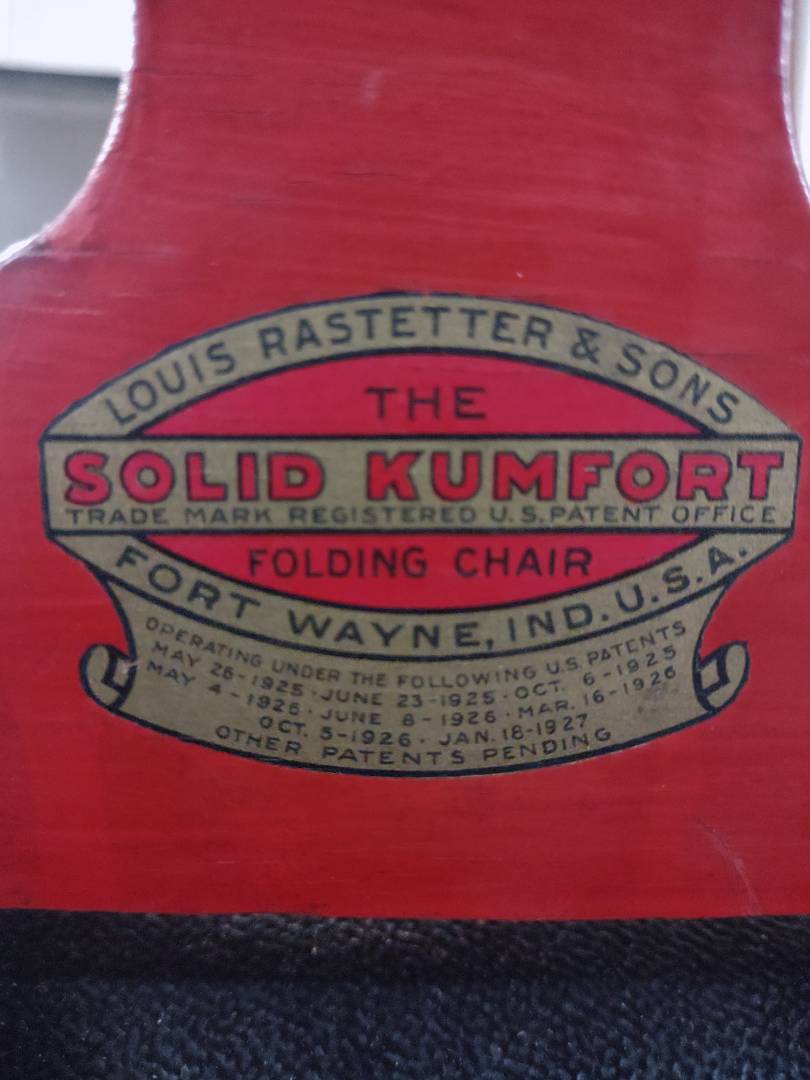 LOUIS RASTETTER & SONS
THE
SOLID KUMFORT
TRADE MARK REGISTERED U.S. PATENT OFFICE
FOLDING CHAIR
FORT WAYNE, IND. U.S.A.
OPERATING UNDER THE FOLLOWING U.S. PATENTS
MAY 26-1925 · JUNE 23-1925 · OCT. 6-1925
MAY 4-1926 · JUNE 8-1926 · MAR. 16-1926
OCT. 5-1926 · JAN. 18-1927
OTHER PATENTS PENDING